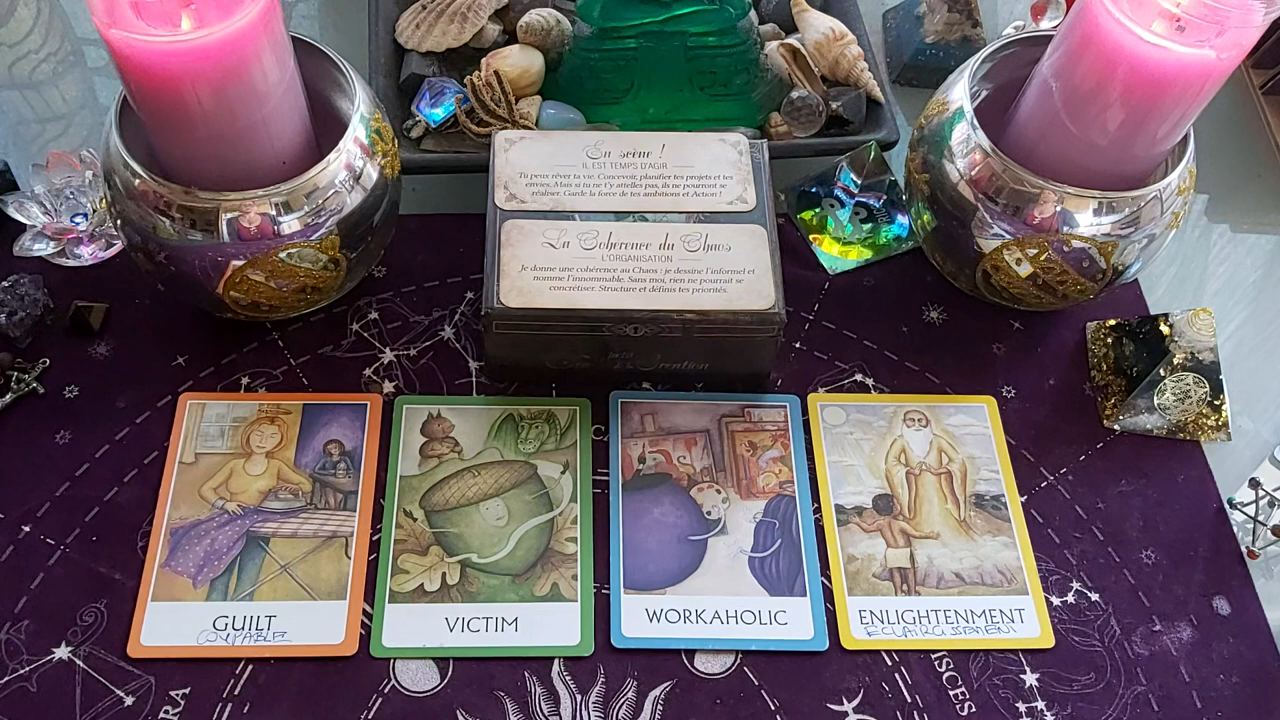 En scène !
IL EST TEMPS D'AGIR
Tu peux rêver ta vie. Concevoir, planifier tes projets et tes
envies. Mais si tu ne t'y attelles pas, ils ne pourront se
réaliser. Garde la force de tes ambitions et Action !
La Cohérence du Chaos
L'ORGANISATION
Je donne une cohérence au Chaos : je dessine l'informel et
nomme l'innommable. Sans moi, rien ne pourrait se
concrétiser. Structure et définis tes priorités.
GUILT
COUPABLE
VICTIM
WORKAHOLIC
ENLIGHTENMENT
ECLAIRCISSEMENT
RA
ISCES